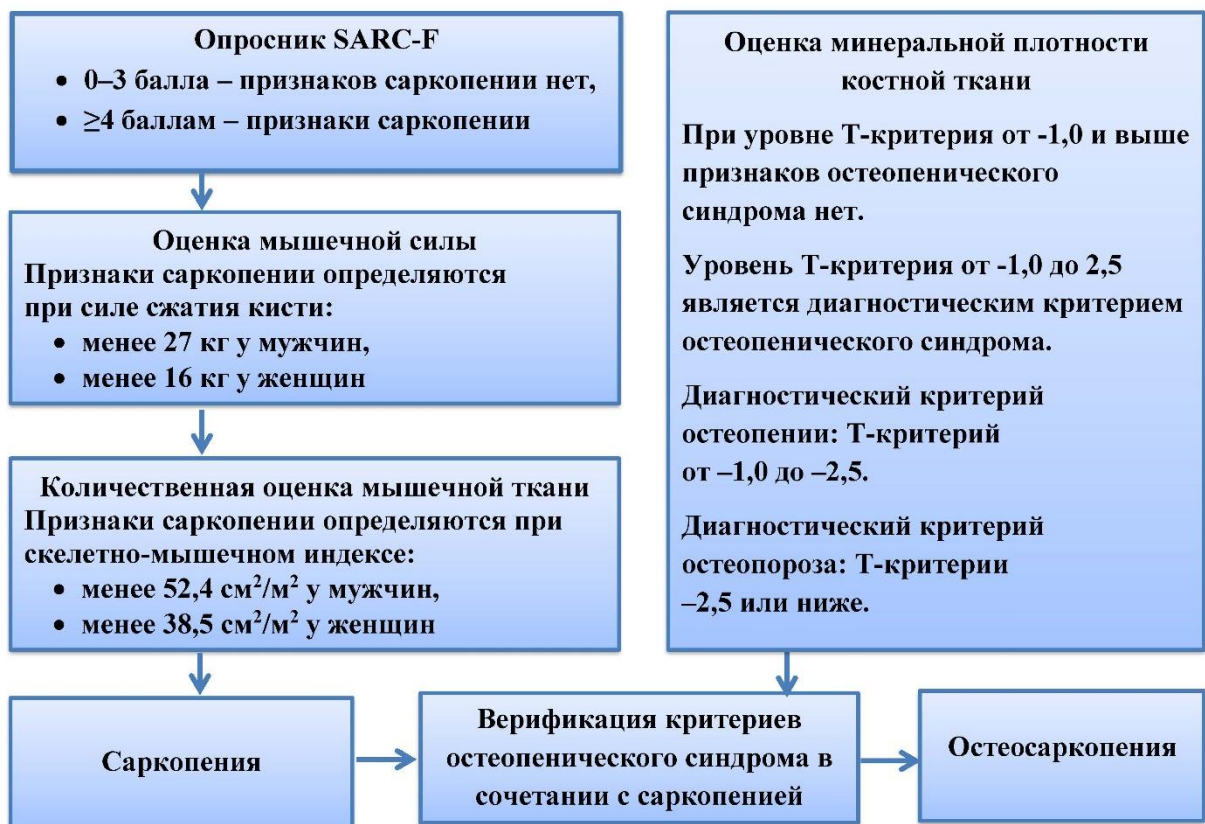 Опросник SARC-F
• 0–3 балла – признаков саркопении нет,
• ≥4 баллам – признаки саркопении
Оценка мышечной силы
Признаки саркопении определяются
при силе сжатия кисти:
• менее 27 кг у мужчин,
• менее 16 кг у женщин
Количественная оценка мышечной ткани
Признаки саркопении определяются при
скелетно-мышечном индексе:
• менее 52,4 см²/м² у мужчин,
• менее 38,5 см²/м² у женщин
Оценка минеральной плотности
костной ткани
При уровне Т-критерия от -1,0 и выше
признаков остеопенического
синдрома нет.
Уровень Т-критерия от -1,0 до 2,5
является диагностическим критерием
остеопенического синдрома.
Диагностический критерий
остеопении: Т-критерий
от –1,0 до –2,5.
Диагностический критерий
остеопороза: Т-критерии
–2,5 или ниже.
Саркопения
Верификация критериев
остеопенического синдрома в
сочетании с саркопенией
Остеосаркопения